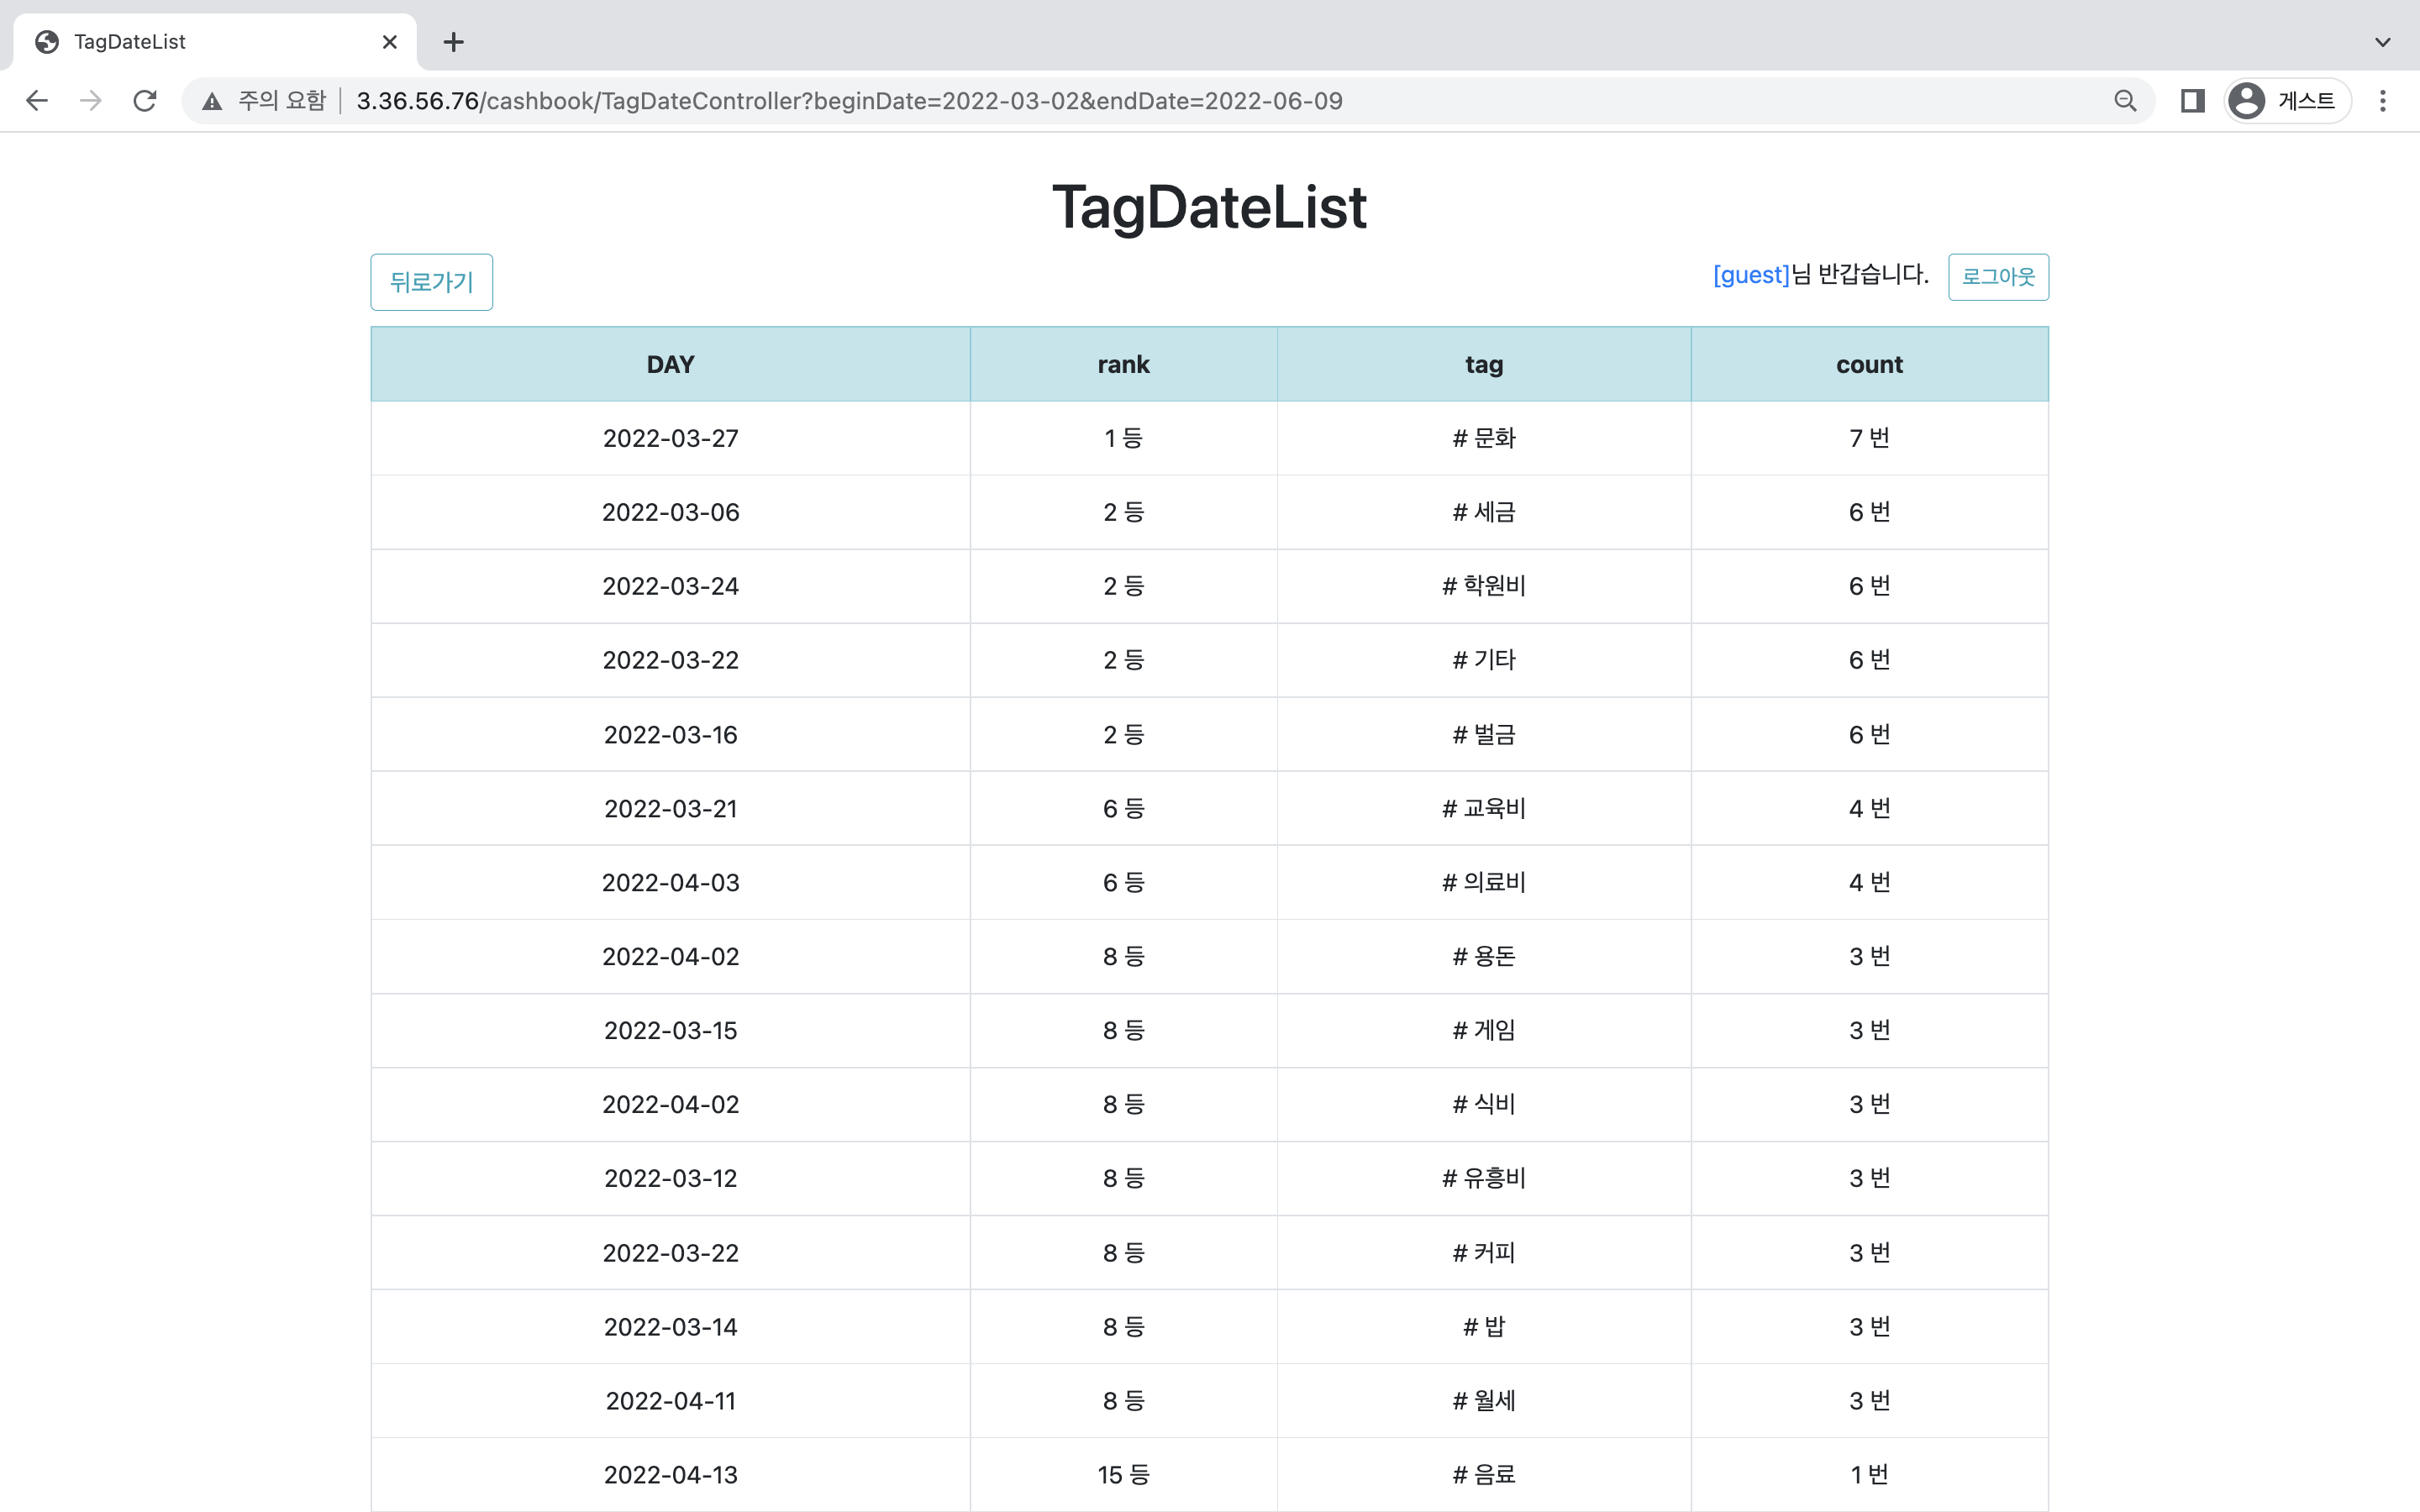 TagDateList
주의 요함 3.36.56.76/cashbook/TagDateController?beginDate=2022-03-02&endDate=2022-06-09 게스트
TagDateList
뒤로가기 [guest]님 반갑습니다. 로그아웃
DAY rank tag count
2022-03-27 1 등 # 문화 7 번
2022-03-06 2 등 # 세금 6 번
2022-03-24 2 등 # 학원비 6 번
2022-03-22 2 등 # 기타 6 번
2022-03-16 2 등 # 벌금 6 번
2022-03-21 6 등 # 교육비 4 번
2022-04-03 6 등 # 의료비 4 번
2022-04-02 8 등 # 용돈 3 번
2022-03-15 8 등 # 게임 3 번
2022-04-02 8 등 # 식비 3 번
2022-03-12 8 등 # 유흥비 3 번
2022-03-22 8 등 # 커피 3 번
2022-03-14 8 등 # 밥 3 번
2022-04-11 8 등 # 월세 3 번
2022-04-13 15 등 # 음료 1 번